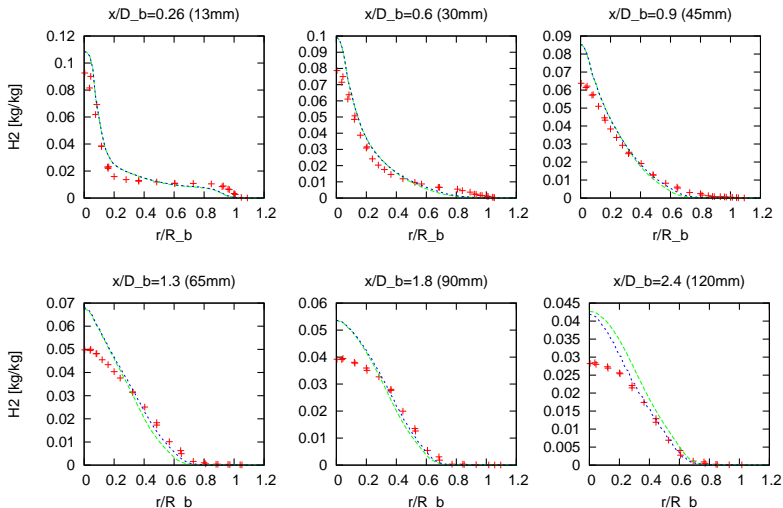 x/D_b=0.26 (13mm)
x/D_b=0.6 (30mm)
x/D_b=0.9 (45mm)
H2 [kg/kg]
0.12
0.1
0.08
0.06
0.04
0.02
0
0 0.2 0.4 0.6 0.8 1 1.2
r/R_b
0.1
0.09
0.08
0.07
0.06
0.05
0.04
0.03
0.02
0.01
0
0 0.2 0.4 0.6 0.8 1 1.2
r/R_b
0.09
0.08
0.07
0.06
0.05
0.04
0.03
0.02
0.01
0
0 0.2 0.4 0.6 0.8 1 1.2
r/R_b
x/D_b=1.3 (65mm)
x/D_b=1.8 (90mm)
x/D_b=2.4 (120mm)
H2 [kg/kg]
0.07
0.06
0.05
0.04
0.03
0.02
0.01
0
0 0.2 0.4 0.6 0.8 1 1.2
r/R_b
0.06
0.05
0.04
0.03
0.02
0.01
0
0 0.2 0.4 0.6 0.8 1 1.2
r/R_b
0.045
0.04
0.035
0.03
0.025
0.02
0.015
0.01
0.005
0
0 0.2 0.4 0.6 0.8 1 1.2
r/R_b